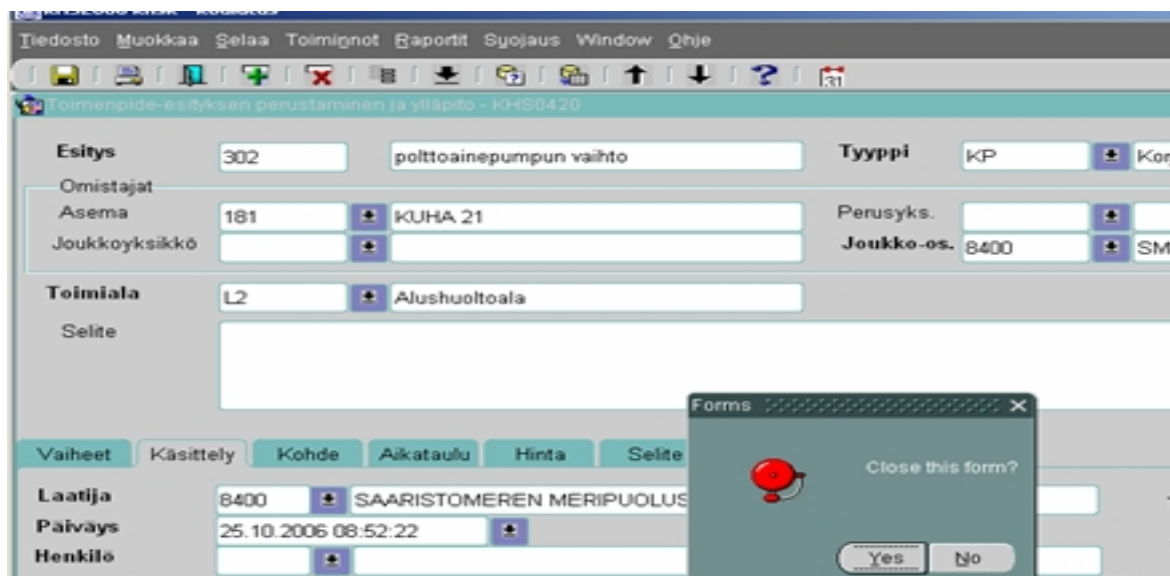 Tiedosto Muokkaa Selaa Toiminnot Raportit Suojaus Window Ohje
31
Toimenpide-esityksen perustaminen ja ylläpito - KHS0420
Esitys 302 polttoainepumpun vaihto Tyyppi KP
Omistajat
Asema 181 KUHA 21 Perusyks.
Joukkoyksikkö Joukko-os. 8400 SM
Toimiala L2 Alushuoltoala
Selite
Forms
Close this form?
Yes No
Vaiheet Käsittely Kohde Aikataulu Hinta Selite
Laatija 8400 SAARISTOMEREN MERIPUOLUS
Päiväys 25.10.2006 08:52:22
Henkilö